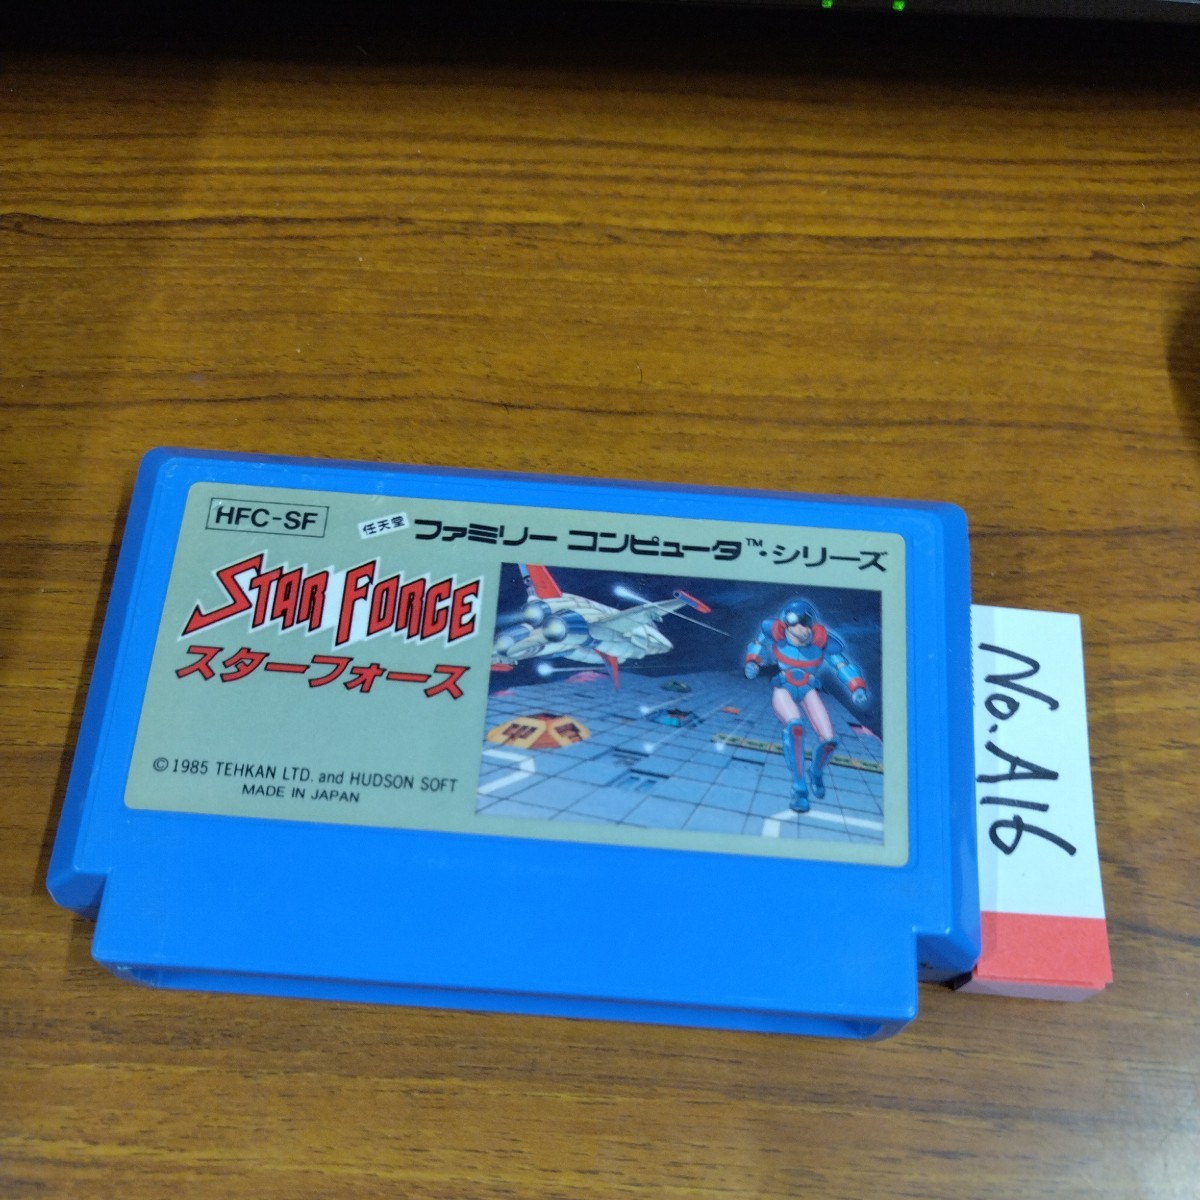 HFC-SF
任天堂 ファミリー コンピュータ™・シリーズ
STAR FORCE
スターフォース
©1985 TEHKAN LTD. and HUDSON SOFT
MADE IN JAPAN
No. A16